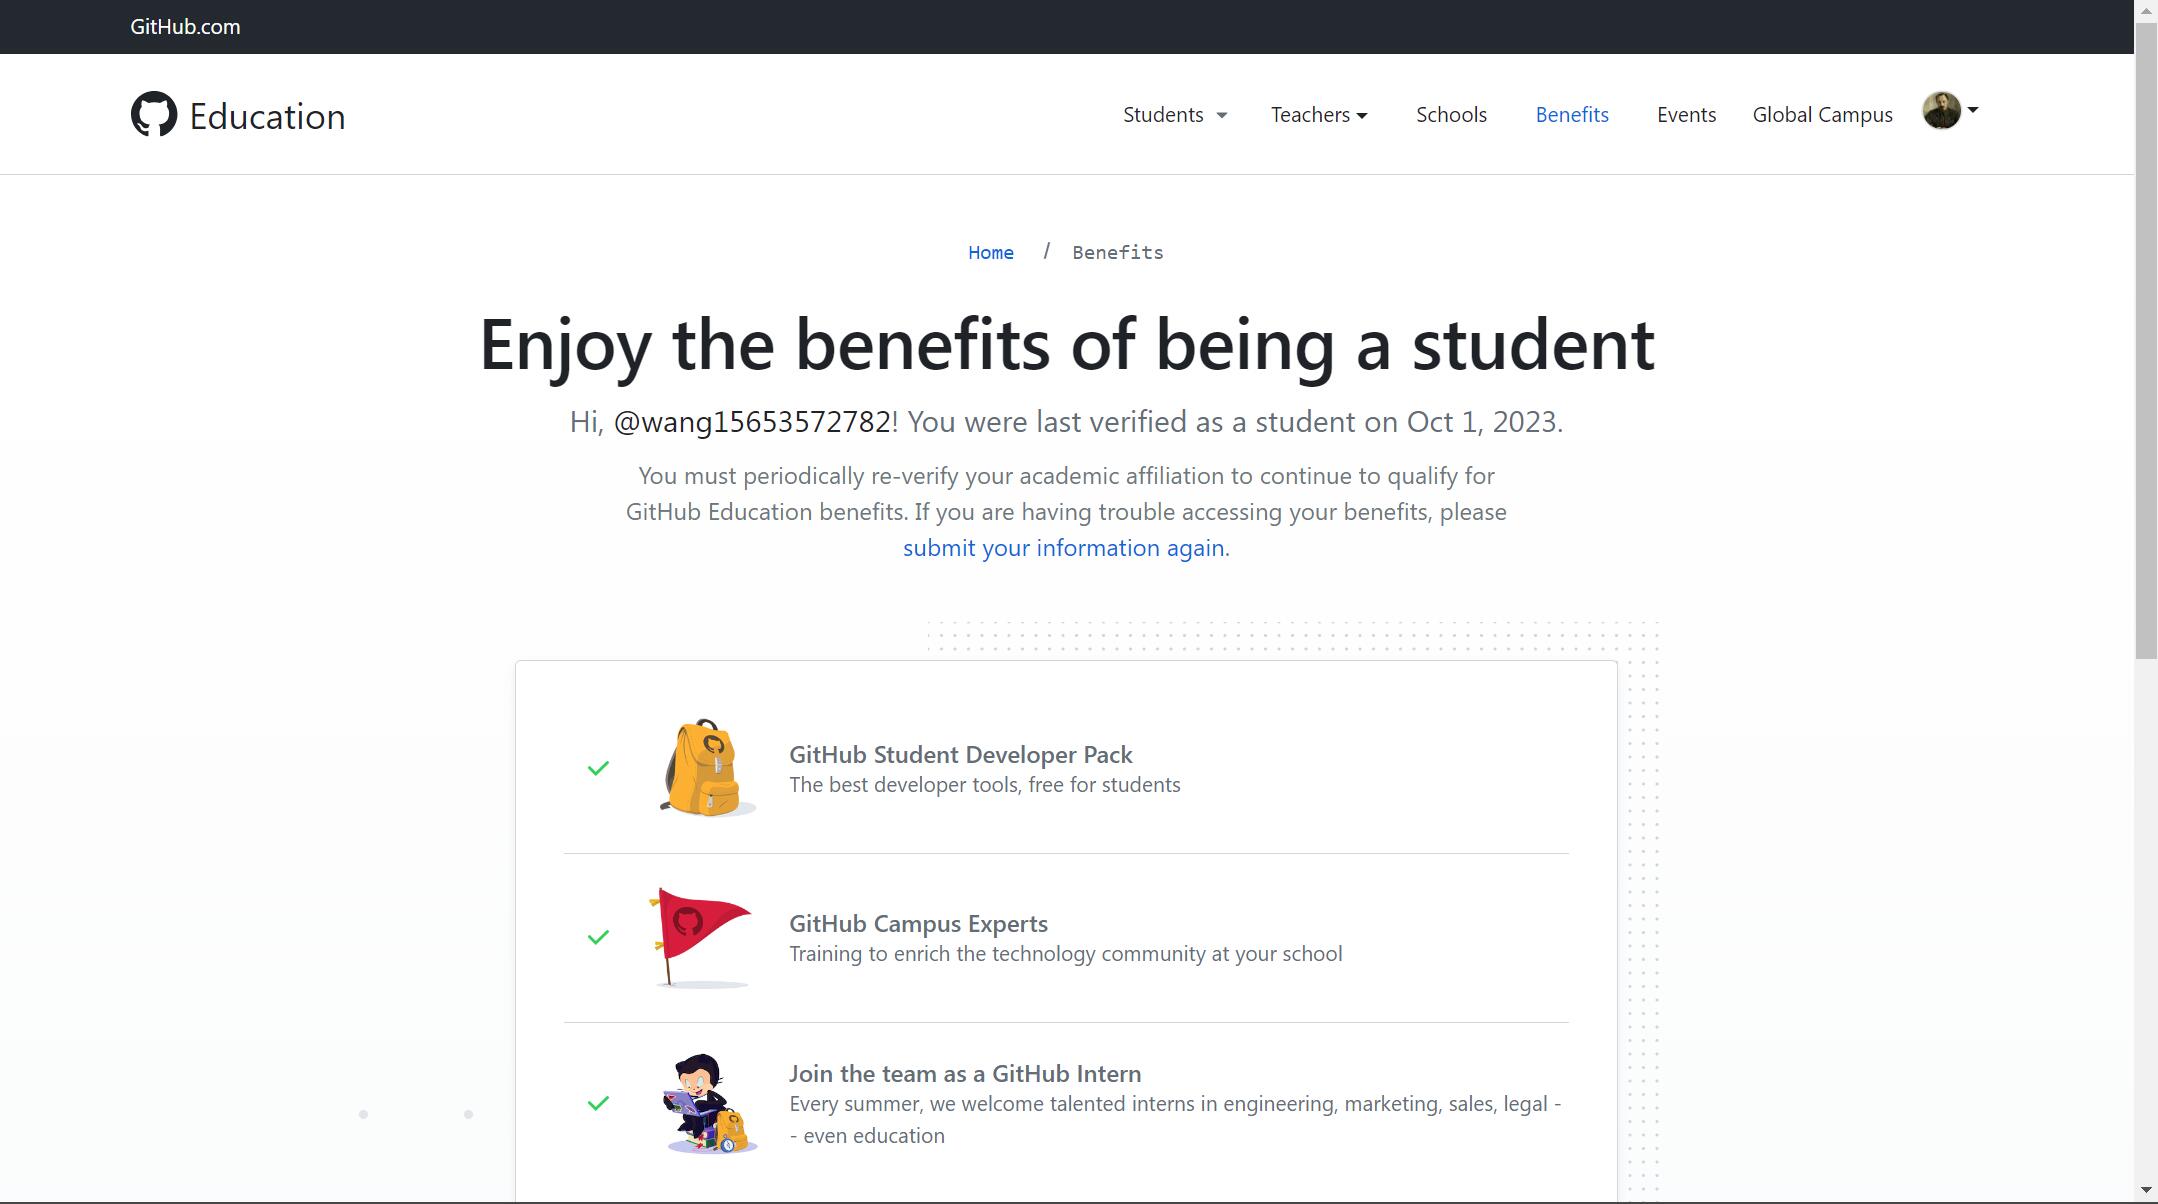 GitHub.com
Education
Students
Teachers
Schools
Benefits
Events
Global Campus
Home / Benefits
Enjoy the benefits of being a student
Hi, @wang15653572782! You were last verified as a student on Oct 1, 2023.
You must periodically re-verify your academic affiliation to continue to qualify for
GitHub Education benefits. If you are having trouble accessing your benefits, please
submit your information again.
GitHub Student Developer Pack
The best developer tools, free for students
GitHub Campus Experts
Training to enrich the technology community at your school
Join the team as a GitHub Intern
Every summer, we welcome talented interns in engineering, marketing, sales, legal -
- even education